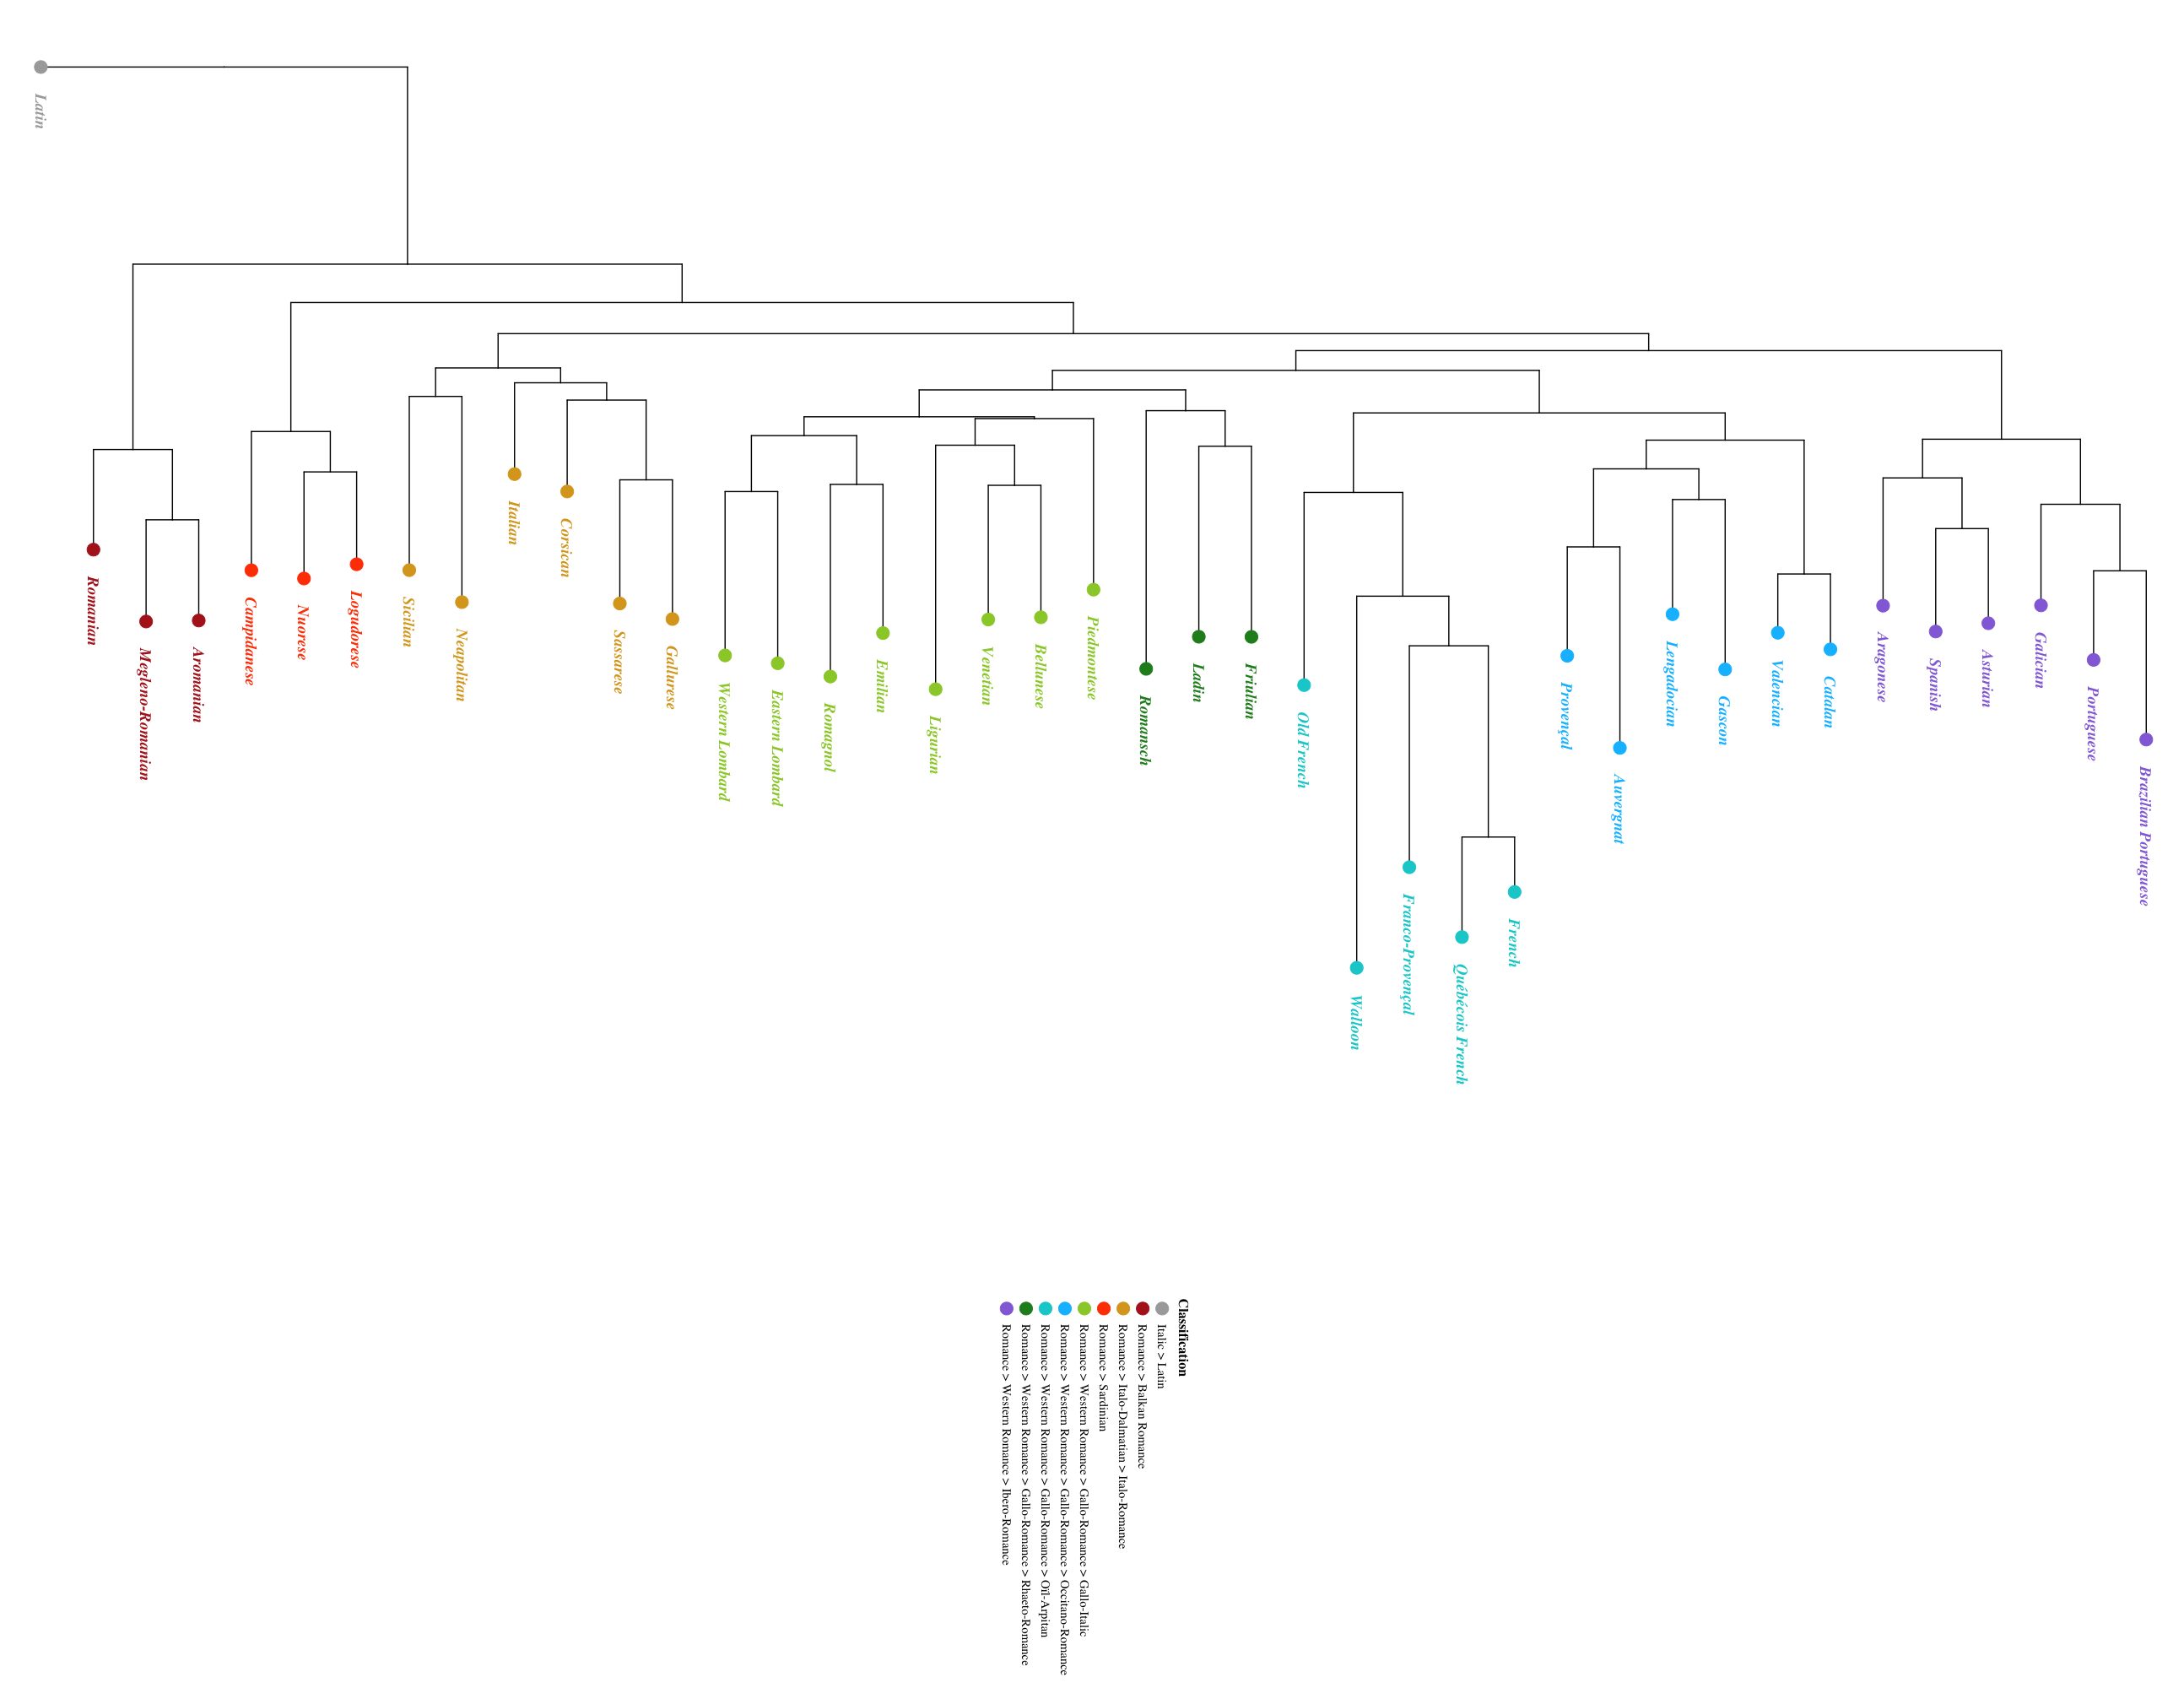 Latin
Romanian
Megleno-Romanian
Aromanian
Campidanese
Nuorese
Logudorese
Sicilian
Neapolitan
Italian
Corsican
Sassarese
Gallurese
Western Lombard
Eastern Lombard
Romagnol
Emilian
Ligurian
Venetian
Bellunese
Piedmontese
Romansch
Ladin
Friulian
Old French
Walloon
Franco-Provençal
Québécois French
French
Provençal
Auvergnat
Lengadocian
Gascon
Valencian
Catalan
Aragonese
Spanish
Asturian
Galician
Portuguese
Brazilian Portuguese
Classification
Italic > Latin
Romance > Balkan Romance
Romance > Italo-Dalmatian > Italo-Romance
Romance > Sardinian
Romance > Western Romance > Gallo-Romance > Gallo-Italic
Romance > Western Romance > Gallo-Romance > Occitano-Romance
Romance > Western Romance > Gallo-Romance > Oïl-Arpitan
Romance > Western Romance > Gallo-Romance > Rhaeto-Romance
Romance > Western Romance > Ibero-Romance